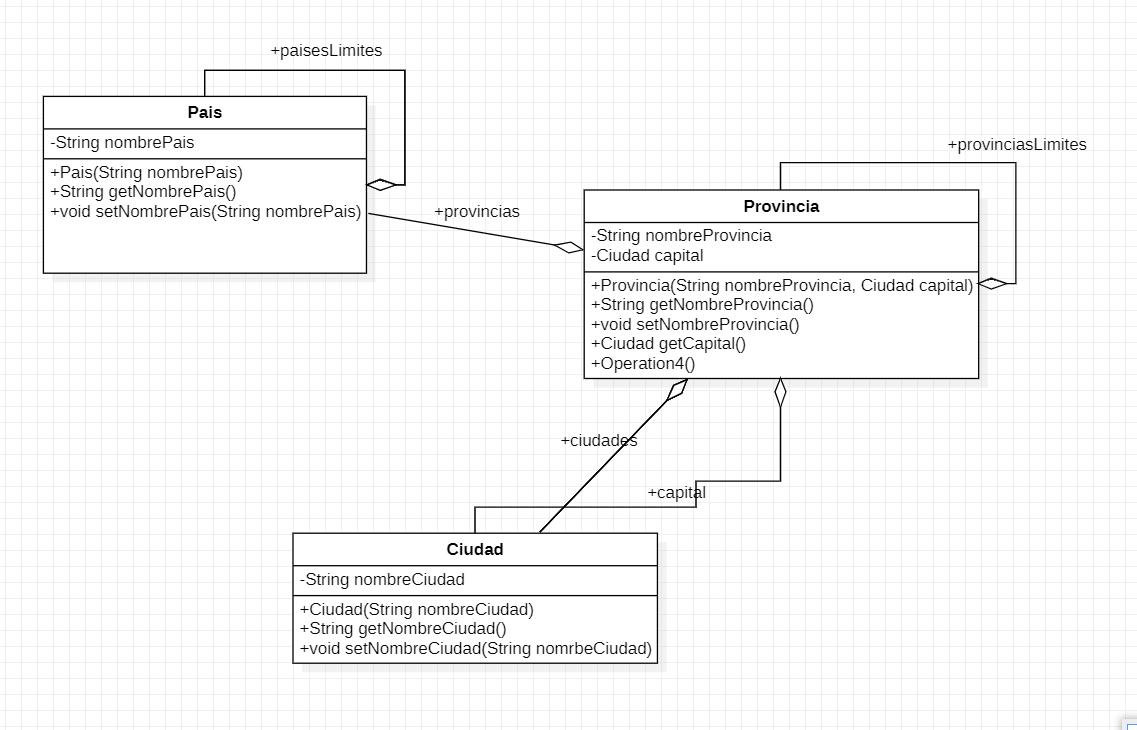 +paisesLimites
Pais
-String nombrePais
+Pais(String nombrePais)
+String getNombrePais()
+void setNombrePais(String nombrePais)
+provincias
+provinciasLimites
Provincia
-String nombreProvincia
-Ciudad capital
+Provincia(String nombreProvincia, Ciudad capital)
+String getNombreProvincia()
+void setNombreProvincia()
+Ciudad getCapital()
+Operation4()
+ciudades
+capital
Ciudad
-String nombreCiudad
+Ciudad(String nombreCiudad)
+String getNombreCiudad()
+void setNombreCiudad(String nomrbeCiudad)